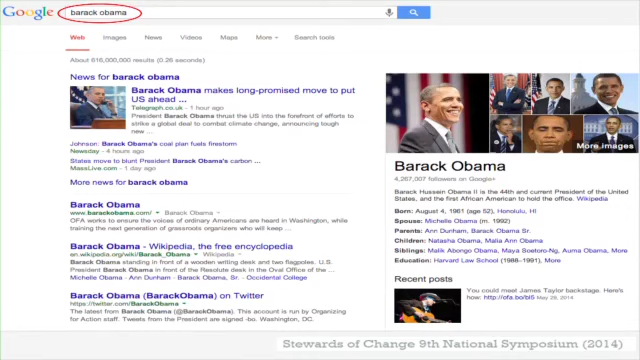 Google barack obama
Web Images News Videos Maps More Search tools
About 618,000,000 results (0.26 seconds)
News for barack obama
Barack Obama makes long-promised move to put
US ahead ...
Telegraph.co.uk - 1 hour ago
President Barack Obama thrust the US into the forefront of efforts to
strike a global deal to combat climate change, announcing tough
new ...
Johnson: Barack Obama's coal plan fuels firestorm
Newsday - 4 hours ago
States move to blunt President Barack Obama's carbon ...
MassLive.com - 1 day ago
More news for barack obama
Barack Obama
www.barackobama.com/ Barack Obama
OFA works to ensure the voices of ordinary Americans are heard in Washington, while
training the next generation of grassroots organizers who will keep ...
Barack Obama - Wikipedia, the free encyclopedia
en.wikipedia.org/wiki/Barack_Obama Wikipedia
Barack Obama standing in front of a wooden writing desk and two flagpoles. U.S.
President Barack Obama in front of the Resolute desk in the Oval Office of the ...
Michelle Obama - Ann Dunham - Barack Obama, Sr. - Occidental College
Barack Obama (BarackObama) on Twitter
https://twitter.com/BarackObama
The latest from Barack Obama (@BarackObama). This account is run by Organizing
for Action staff. Tweets from the President are signed -bo. Washington, DC.
More images
Barack Obama
4,267,007 followers on Google+
Barack Hussein Obama II is the 44th and current President of the United
States, and the first African American to hold the office. Wikipedia
Born: August 4, 1961 (age 52), Honolulu, HI
Spouse: Michelle Obama (m. 1992)
Parents: Ann Dunham, Barack Obama Sr.
Children: Natasha Obama, Malia Ann Obama
Siblings: Malik Abongo Obama, Maya Soetoro-Ng, Auma Obama, More
Education: Harvard Law School (1988–1991), More
Recent posts
You could meet James Taylor backstage. Here's
how: http://ofa.bo/bi5 May 28, 2014
Stewards of Change 9th National Symposium (2014)